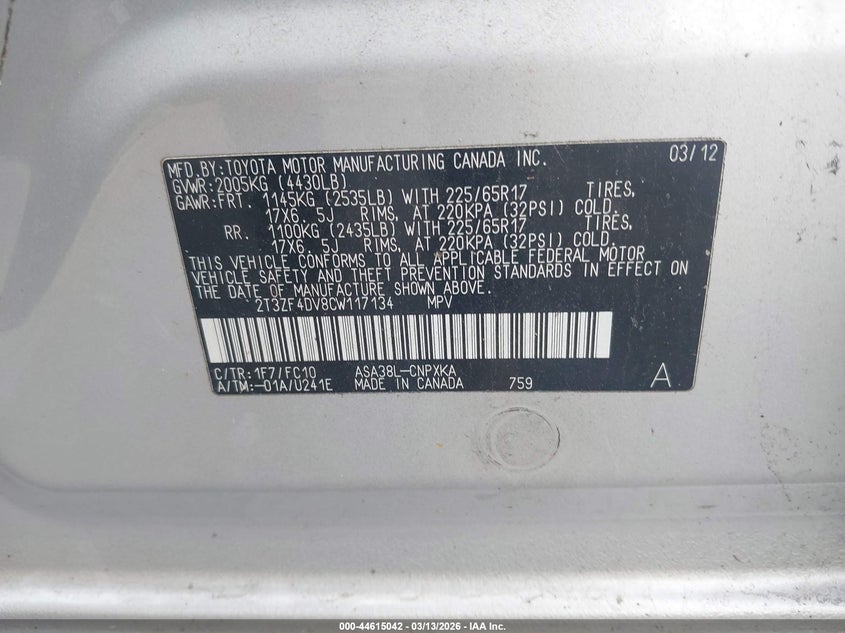 MFD. BY: TOYOTA MOTOR MANUFACTURING CANADA INC. 03/12
GVWR: 2005KG (4430LB)
GAWR: FRT. 1145KG (2535LB) WITH 225/65R17 TIRES,
17X6. 5J RIMS, AT 220KPA (32PSI) COLD.
RR. 1100KG (2435LB) WITH 225/65R17 TIRES,
17X6. 5J RIMS, AT 220KPA (32PSI) COLD.
THIS VEHICLE CONFORMS TO ALL APPLICABLE FEDERAL MOTOR
VEHICLE SAFETY AND THEFT PREVENTION STANDARDS IN EFFECT ON
THE DATE OF MANUFACTURE SHOWN ABOVE.
2T3ZF4DV8CW117134 MPV
C/TR: 1F7/FC10 ASA38L-CNPXKA
A/TM: -01A/U241E MADE IN CANADA 759 A
000-44615042 - 03/13/2026 - IAA Inc.